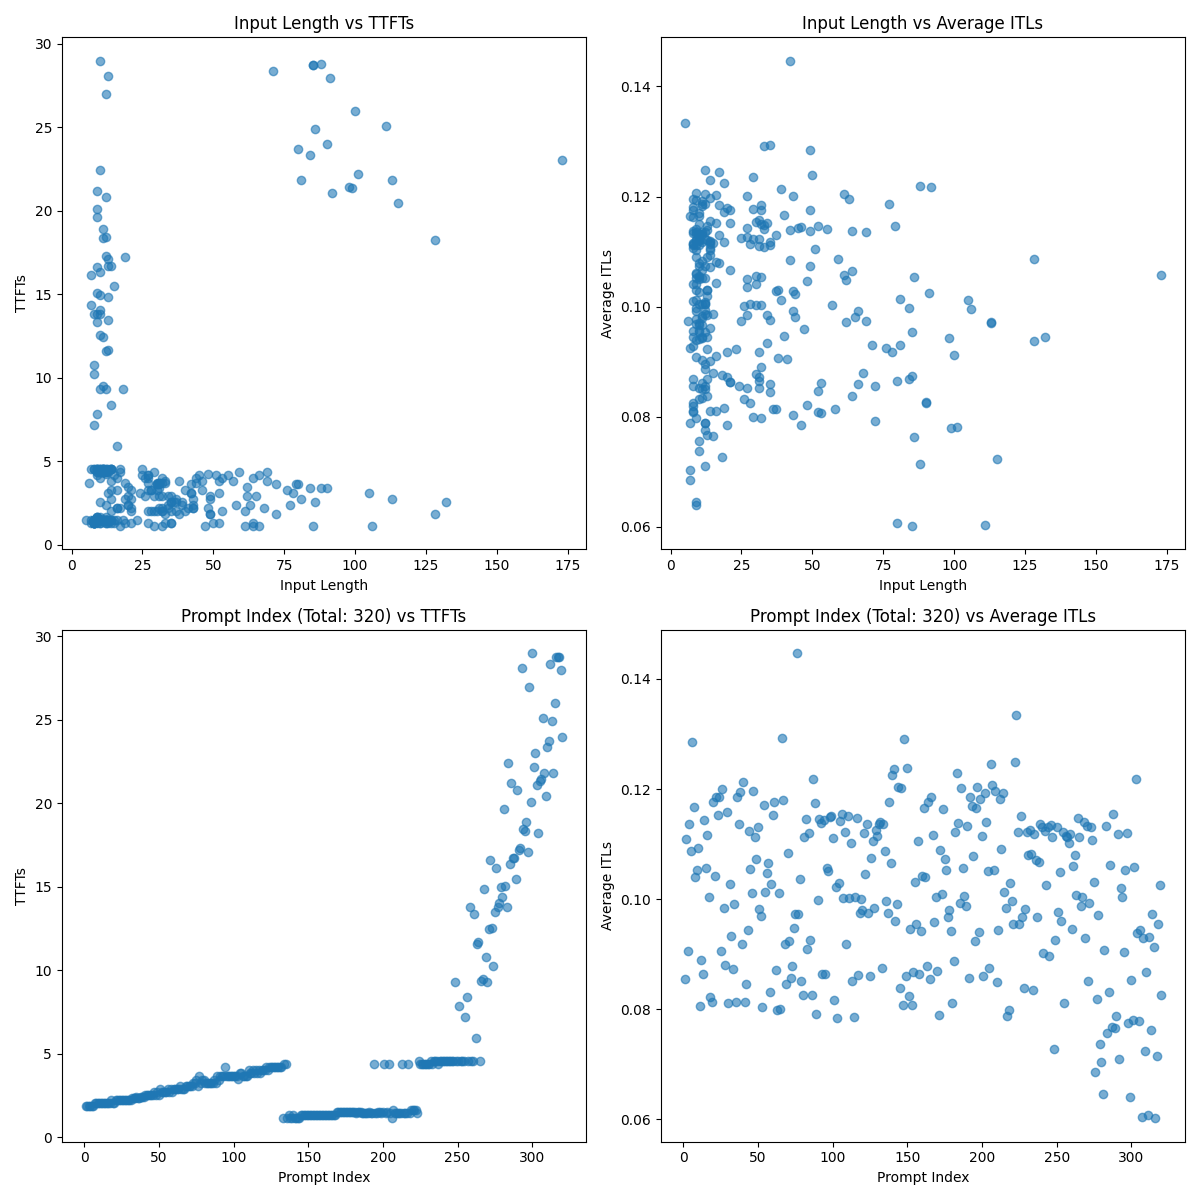 Input Length vs TTFTs
30
25
20
15
10
5
0
TTFTs
0 25 50 75 100 125 150 175
Input Length
Input Length vs Average ITLs
0.14
0.12
0.10
0.08
0.06
Average ITLs
0 25 50 75 100 125 150 175
Input Length
Prompt Index (Total: 320) vs TTFTs
30
25
20
15
10
5
0
TTFTs
0 50 100 150 200 250 300
Prompt Index
Prompt Index (Total: 320) vs Average ITLs
0.14
0.12
0.10
0.08
0.06
Average ITLs
0 50 100 150 200 250 300
Prompt Index